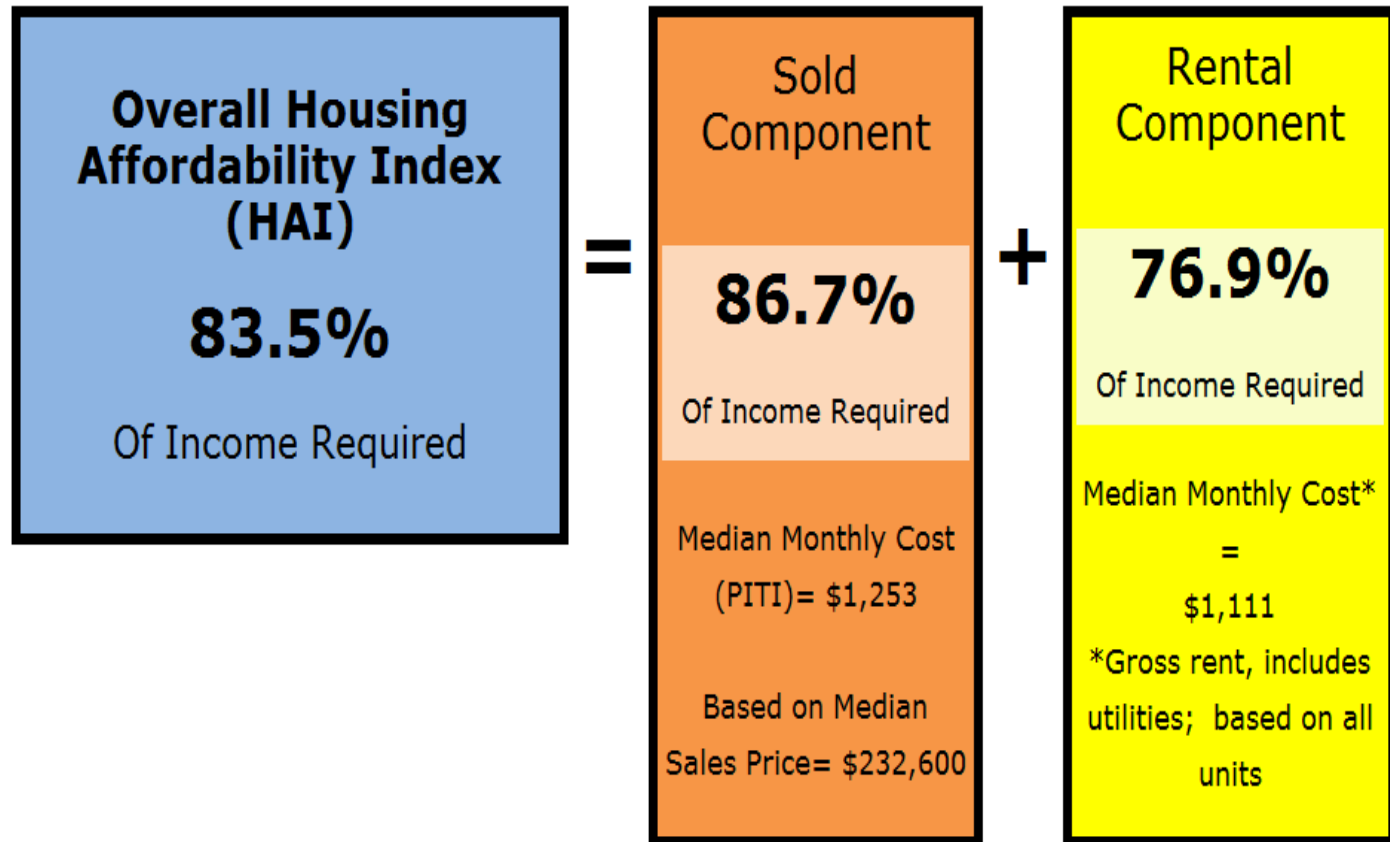 Overall Housing
Affordability Index
(HAI)
83.5%
Of Income Required
=
Sold
Component
86.7%
Of Income Required
Median Monthly Cost
(PITI)= $1,253
Based on Median
Sales Price= $232,600
+
Rental
Component
76.9%
Of Income Required
Median Monthly Cost*
=
$1,111
*Gross rent, includes
utilities;  based on all
units